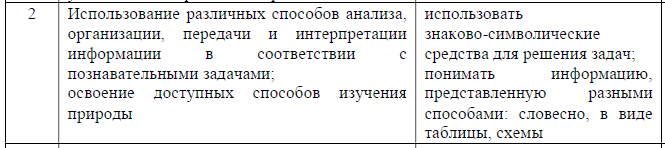 2
Использование различных способов анализа,
организации, передачи и интерпретации
информации в соответствии с
познавательными задачами;
освоение доступных способов изучения
природы
использовать
знаково-символические
средства для решения задач;
понимать информацию,
представленную разными
способами: словесно, в виде
таблицы, схемы